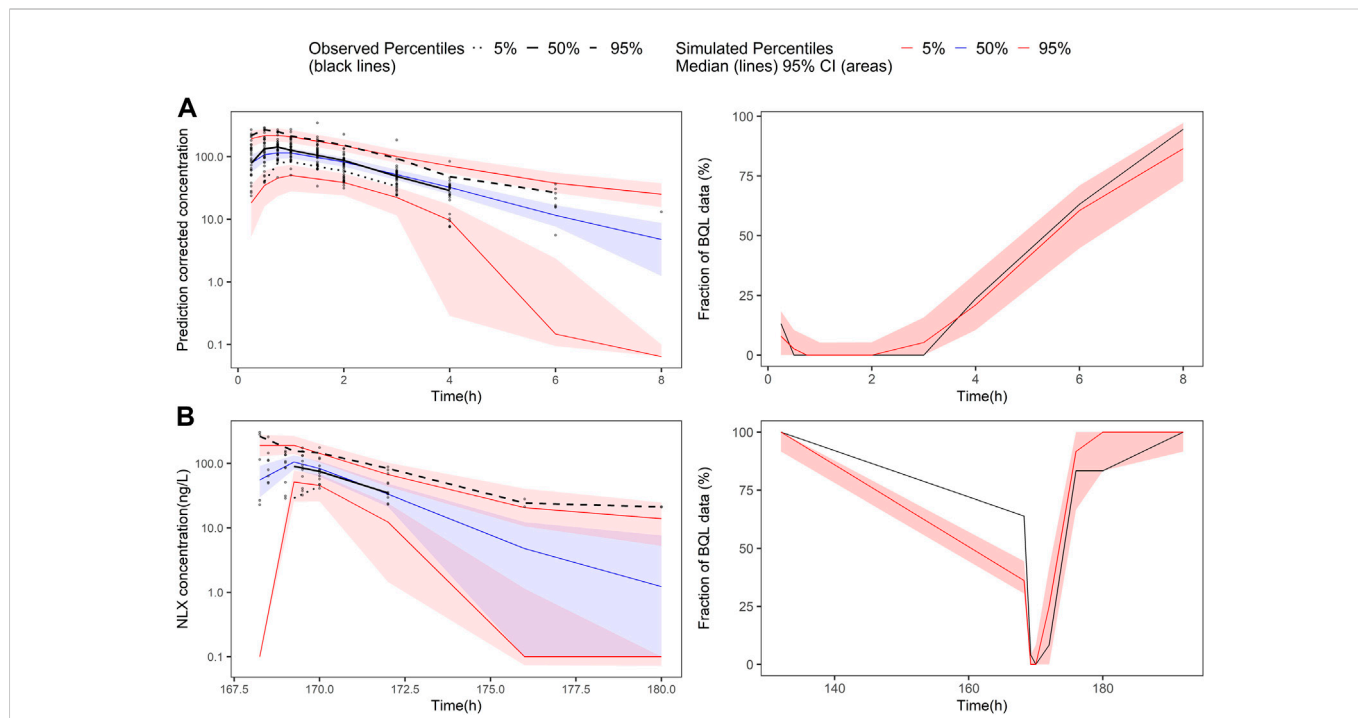 Observed Percentiles 5% 50% 95% Simulated Percentiles 5% 50% 95%
(black lines) Median (lines) 95% CI (areas)
A
Prediction corrected concentration
100.0
10.0
1.0
0.1
0 2 4 6 8
Time(h)
Fraction of BQL data (%)
100
75
50
25
0
0 2 4 6 8
Time(h)
B
NLX concentration(ng/L)
100.0
10.0
1.0
0.1
167.5 170.0 172.5 175.0 177.5 180.0
Time(h)
Fraction of BQL data (%)
100
75
50
25
0
140 160 180
Time(h)